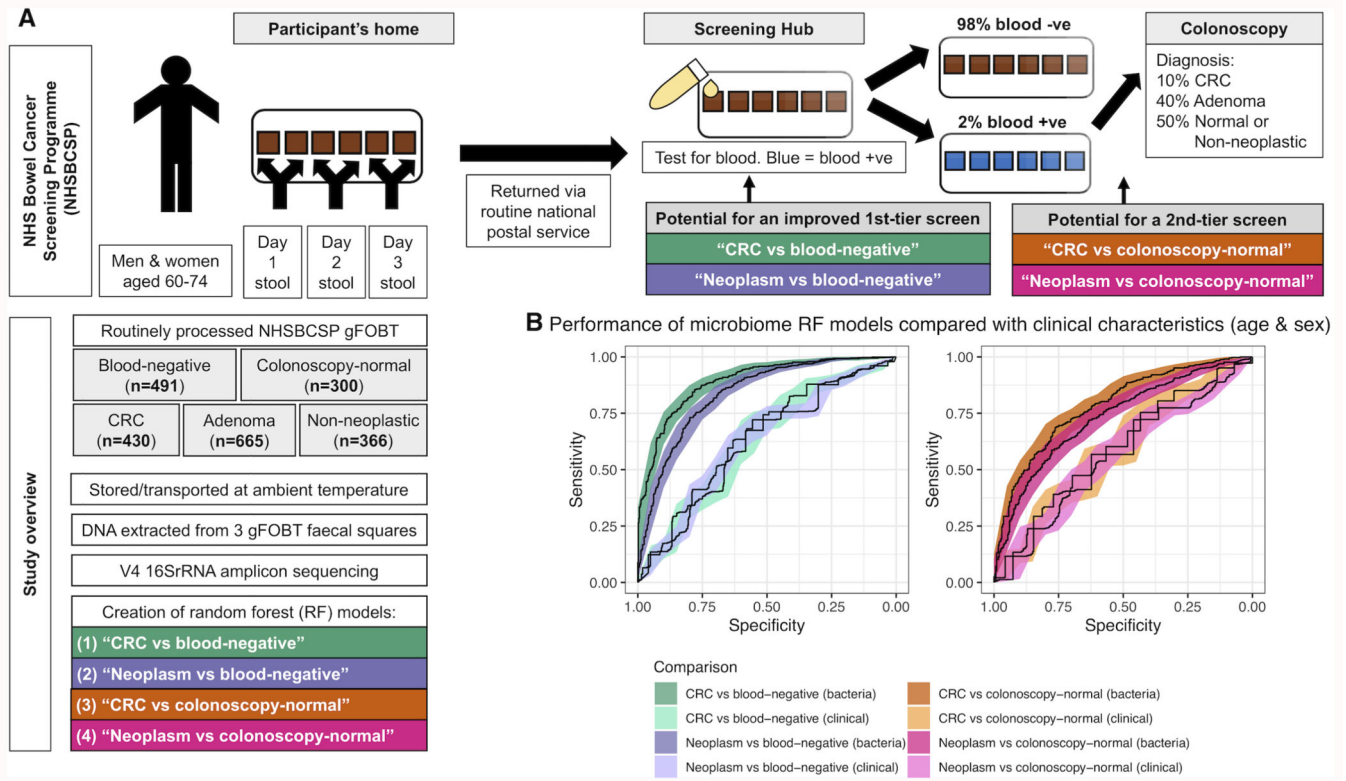 A
NHS Bowel Cancer
Screening Programme
(NHSBCSP)
Participant's home
Men & women
aged 60-74
Day
1
stool
Day
2
stool
Day
3
stool
Returned via
routine national
postal service
Screening Hub
Test for blood. Blue = blood +ve
98% blood -ve
2% blood +ve
Colonoscopy
Diagnosis:
10% CRC
40% Adenoma
50% Normal or
Non-neoplastic
Potential for an improved 1st-tier screen
“CRC vs blood-negative”
“Neoplasm vs blood-negative”
Potential for a 2nd-tier screen
“CRC vs colonoscopy-normal”
“Neoplasm vs colonoscopy-normal”
Study overview
Routinely processed NHSBCSP gFOBT
Blood-negative
(n=491)
Colonoscopy-normal
(n=300)
CRC
(n=430)
Adenoma
(n=665)
Non-neoplastic
(n=366)
Stored/transported at ambient temperature
DNA extracted from 3 gFOBT faecal squares
V4 16SrRNA amplicon sequencing
Creation of random forest (RF) models:
(1) “CRC vs blood-negative”
(2) “Neoplasm vs blood-negative”
(3) “CRC vs colonoscopy-normal”
(4) “Neoplasm vs colonoscopy-normal”
B Performance of microbiome RF models compared with clinical characteristics (age & sex)
Sensitivity
1.00
0.75
0.50
0.25
0.00
1.00 0.75 0.50 0.25 0.00
Specificity
Sensitivity
1.00
0.75
0.50
0.25
0.00
1.00 0.75 0.50 0.25 0.00
Specificity
Comparison
CRC vs blood−negative (bacteria)
CRC vs blood−negative (clinical)
Neoplasm vs blood−negative (bacteria)
Neoplasm vs blood−negative (clinical)
CRC vs colonoscopy−normal (bacteria)
CRC vs colonoscopy−normal (clinical)
Neoplasm vs colonoscopy−normal (bacteria)
Neoplasm vs colonoscopy−normal (clinical)